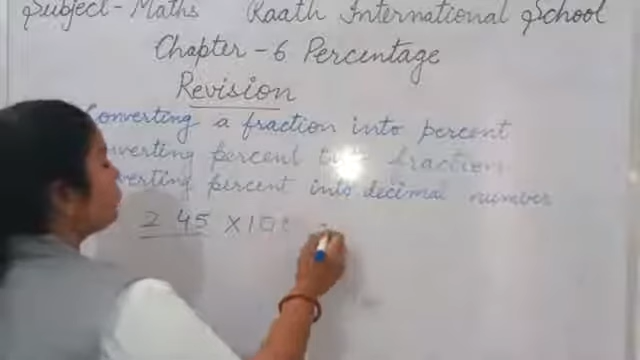 Subject - Maths Raath International School
Chapter - 6 Percentage
Revision
Converting a fraction into percent
verting percent into fraction
verting percent into decimal number
2 45 × 100